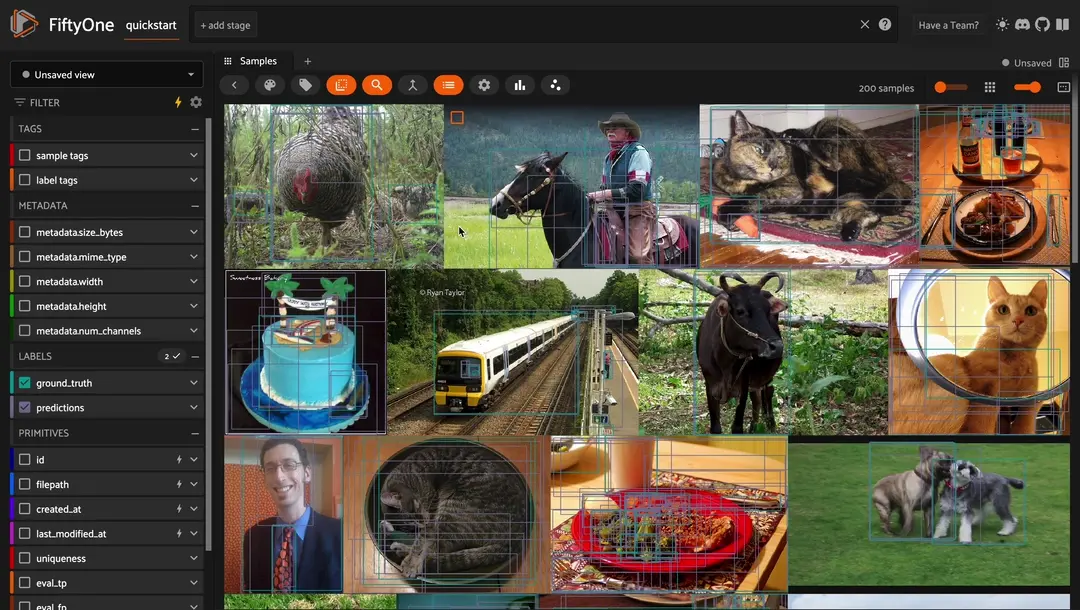 FiftyOne
quickstart
+ add stage
Have a Team?
Unsaved view
Samples
+
Unsaved
FILTER
200 samples
TAGS
sample tags
label tags
METADATA
metadata.size_bytes
metadata.mime_type
metadata.width
metadata.height
metadata.num_channels
LABELS
2
ground_truth
predictions
PRIMITIVES
id
filepath
created_at
last_modified_at
uniqueness
eval_tp
eval_fp
© Ryan Taylor